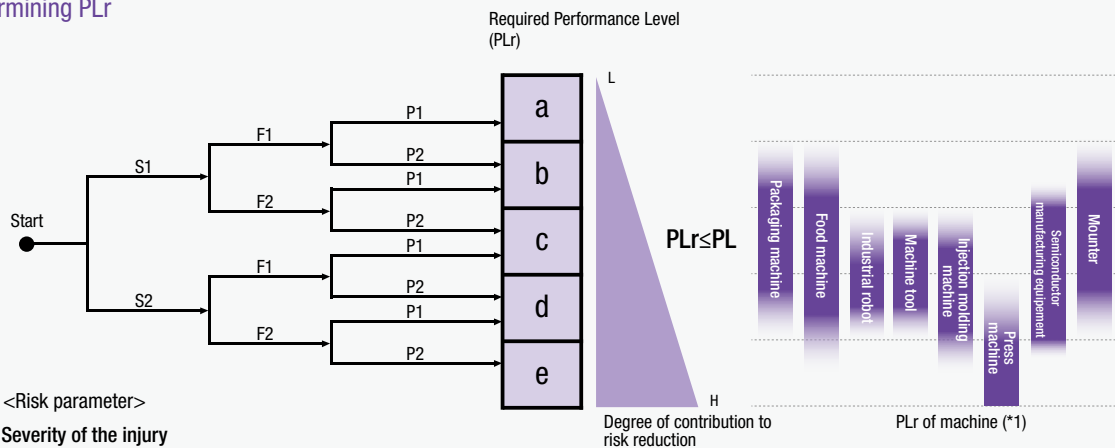 rmining PLr
Required Performance Level
(PLr)
L
a
b
c
d
e
H
Start
S1
S2
F1
F2
F1
F2
P1
P2
P1
P2
P1
P2
P1
P2
PLr≤PL
Packaging machine
Food machine
Industrial robot
Machine tool
Injection molding
machine
Press
machine
Semiconductor
manufacturing equipement
Mounter
Degree of contribution to
risk reduction
PLr of machine (*1)
<Risk parameter>
Severity of the injury